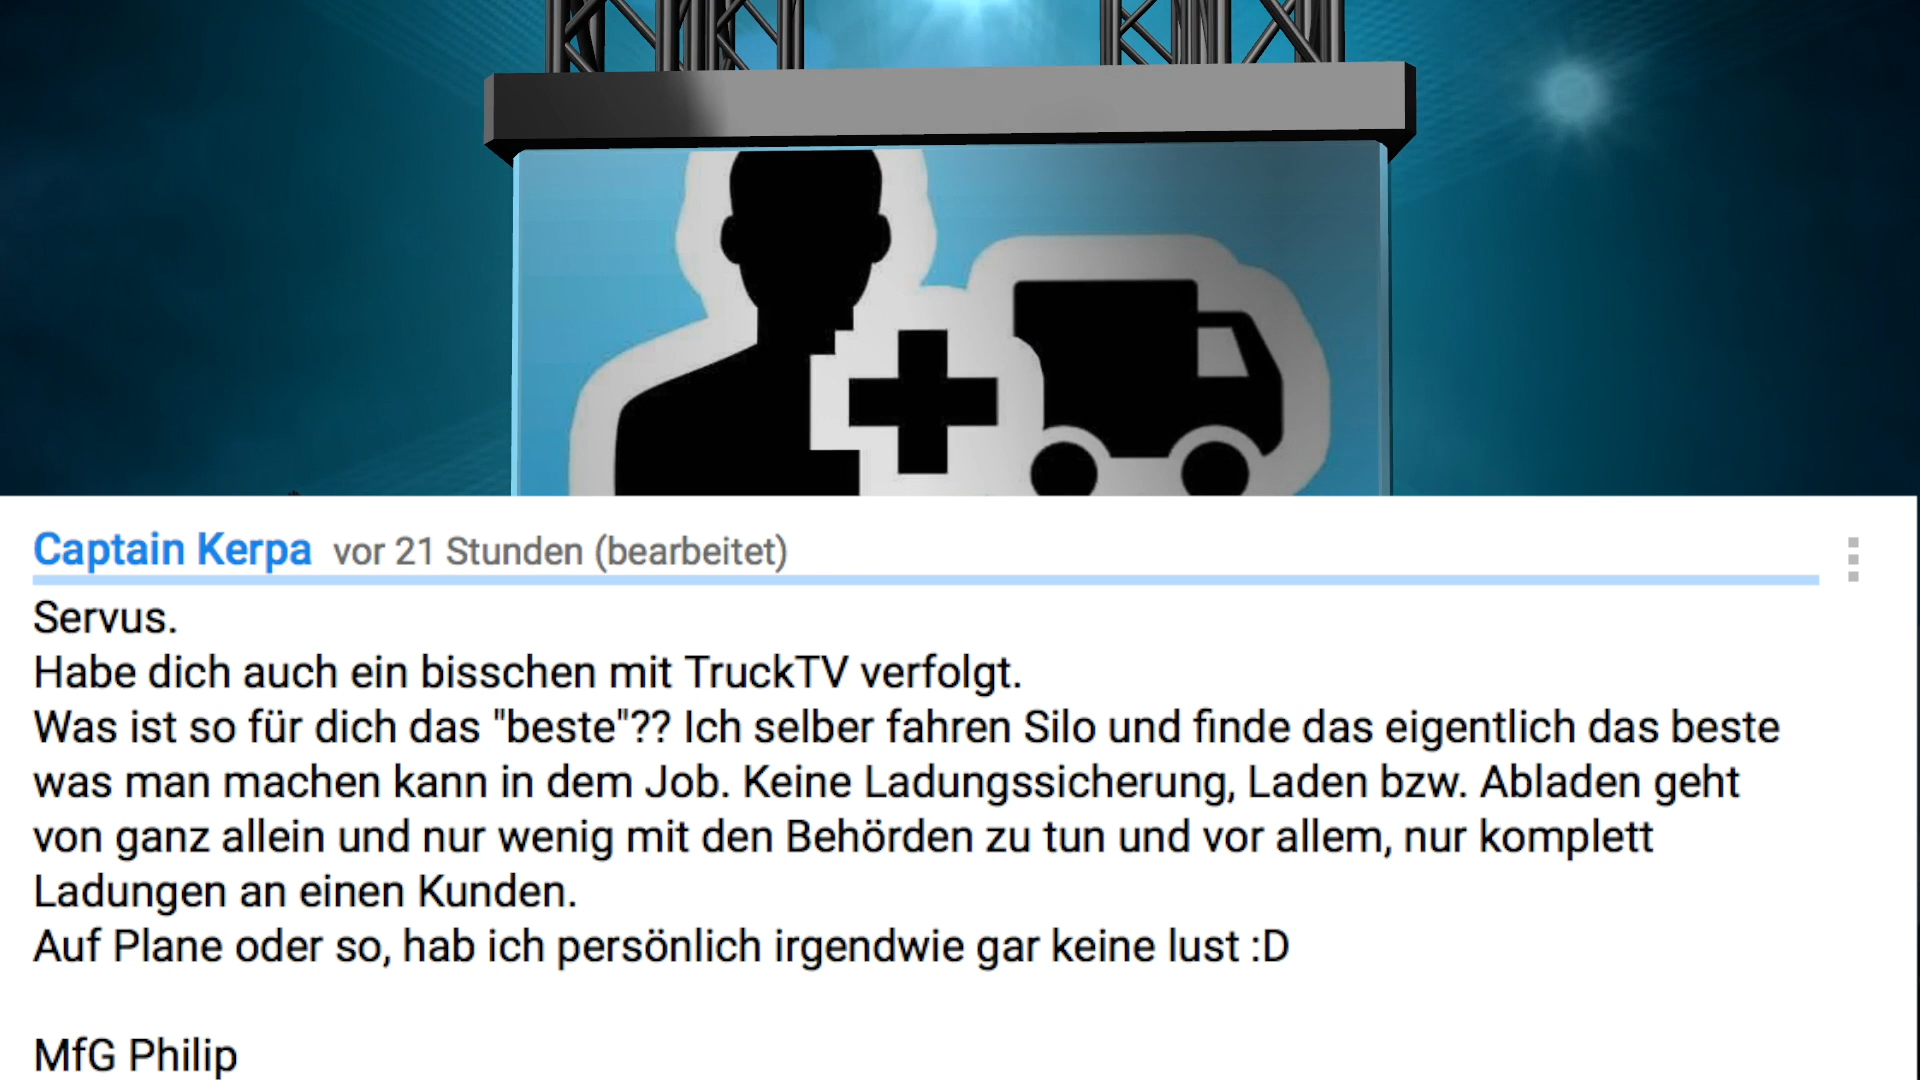 Captain Kerpa vor 21 Stunden (bearbeitet)
Servus.
Habe dich auch ein bisschen mit TruckTV verfolgt.
Was ist so für dich das "beste"?? Ich selber fahren Silo und finde das eigentlich das beste
was man machen kann in dem Job. Keine Ladungssicherung, Laden bzw. Abladen geht
von ganz allein und nur wenig mit den Behörden zu tun und vor allem, nur komplett
Ladungen an einen Kunden.
Auf Plane oder so, hab ich persönlich irgendwie gar keine lust :D
MfG Philip